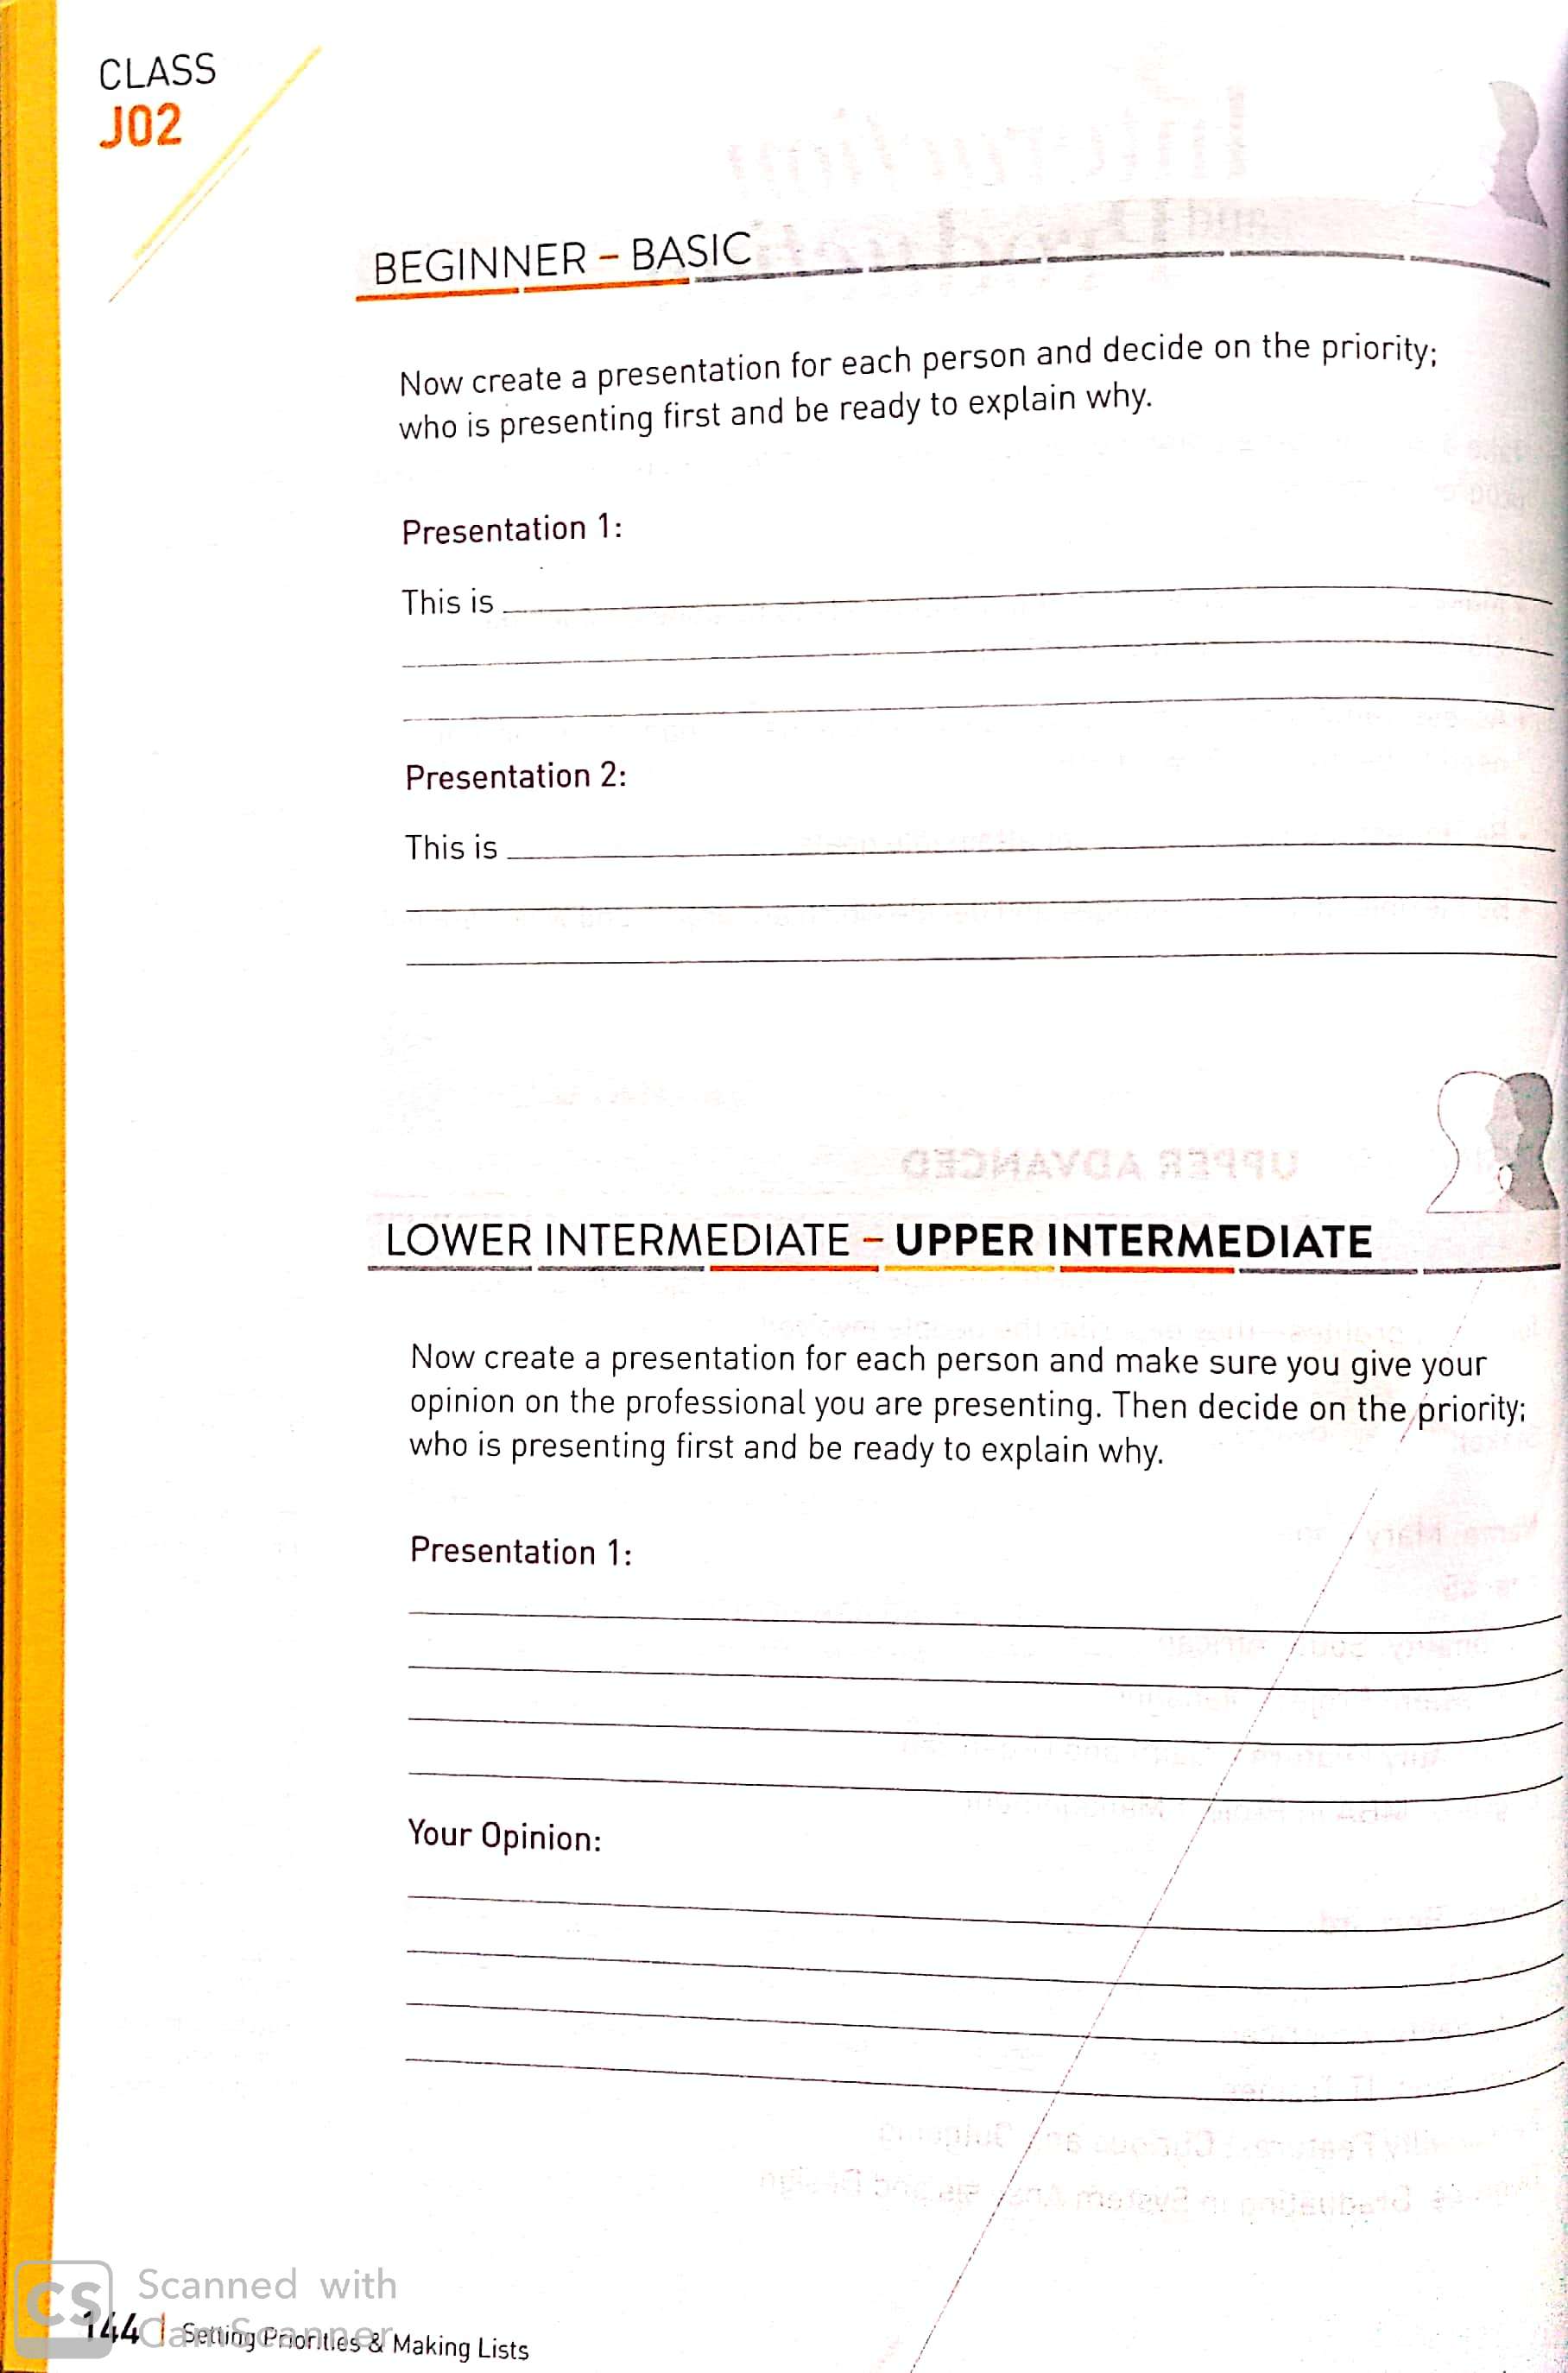 CLASS
J02
BEGINNER – BASIC
Now create a presentation for each person and decide on the priority;
who is presenting first and be ready to explain why.
Presentation 1:
This is
Presentation 2:
This is
LOWER INTERMEDIATE – UPPER INTERMEDIATE
Now create a presentation for each person and make sure you give your
opinion on the professional you are presenting. Then decide on the priority;
who is presenting first and be ready to explain why.
Presentation 1:
Your Opinion:
CS Scanned with
CamScanner
144 | Setting Priorities & Making Lists